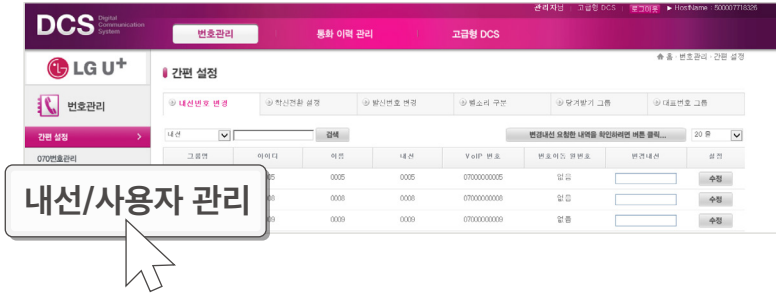 관리자님 | 고급형 DCS | 로그아웃 ▶ HostName : 500007718326
DCS Digital Communication System
번호관리 통화 이력 관리 고급형 DCS
홈 · 번호관리 · 간편 설정
LG U+
간편 설정
번호관리
내선번호 변경 착신전환 설정 발신번호 변경 벨소리 구분 당겨받기 그룹 대표번호 그룹
간편 설정 >
내선 검색 변경내선 요청한 내역을 확인하려면 버튼 클릭... 20 줄
070번호관리
그룹명 아이디 이름 내선 VoIP 번호 번호이동 원번호 변경내선 설정
05 0005 0005 07000000005 없음 수정
08 0008 0008 07000000008 없음 수정
09 0009 0009 07000000009 없음 수정
내선/사용자 관리